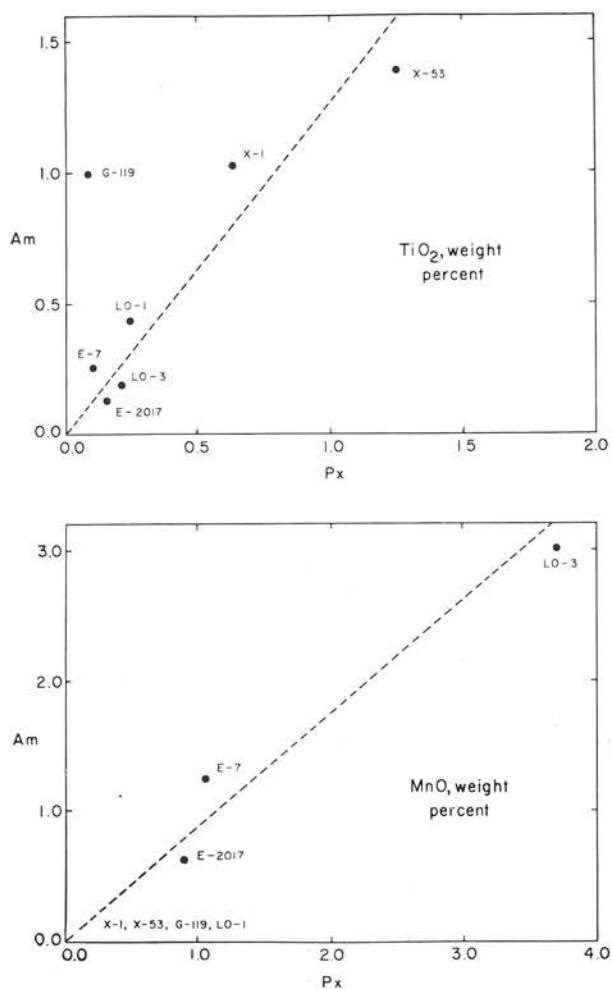 1.5
X-53
X-1
1.0
G-119
Am
TiO2, weight
percent
0.5
LO-1
E-7
LO-3
E-2017
0.0
0.0 0.5 1.0 1.5 2.0
Px
3.0
LO-3
2.0
Am
E-7
MnO, weight
percent
1.0
E-2017
X-1, X-53, G-119, LO-1
0.0
0.0 1.0 2.0 3.0 4.0
Px